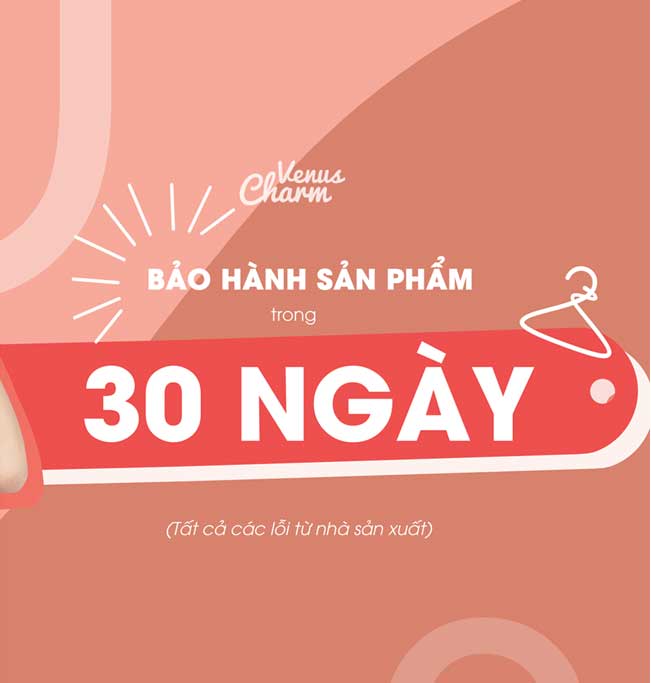 Venus
Charm
BẢO HÀNH SẢN PHẨM
trong
30 NGÀY
(Tất cả các lỗi từ nhà sản xuất)